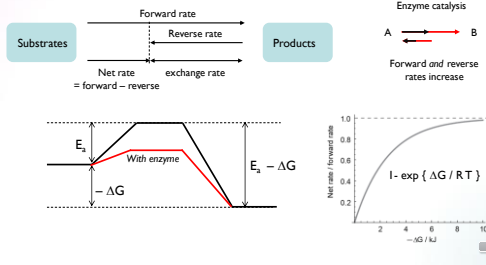 Forward rate
Reverse rate
Substrates
Products
Net rate
= forward – reverse
exchange rate
Enzyme catalysis
A
B
Forward and reverse
rates increase
Eₐ
With enzyme
– ΔG
Eₐ – ΔG
Net rate / forward rate
1.0
0.8
0.6
0.4
0.2
1- exp { ΔG / R T }
2 4 6 8 10
– ΔG / kJ